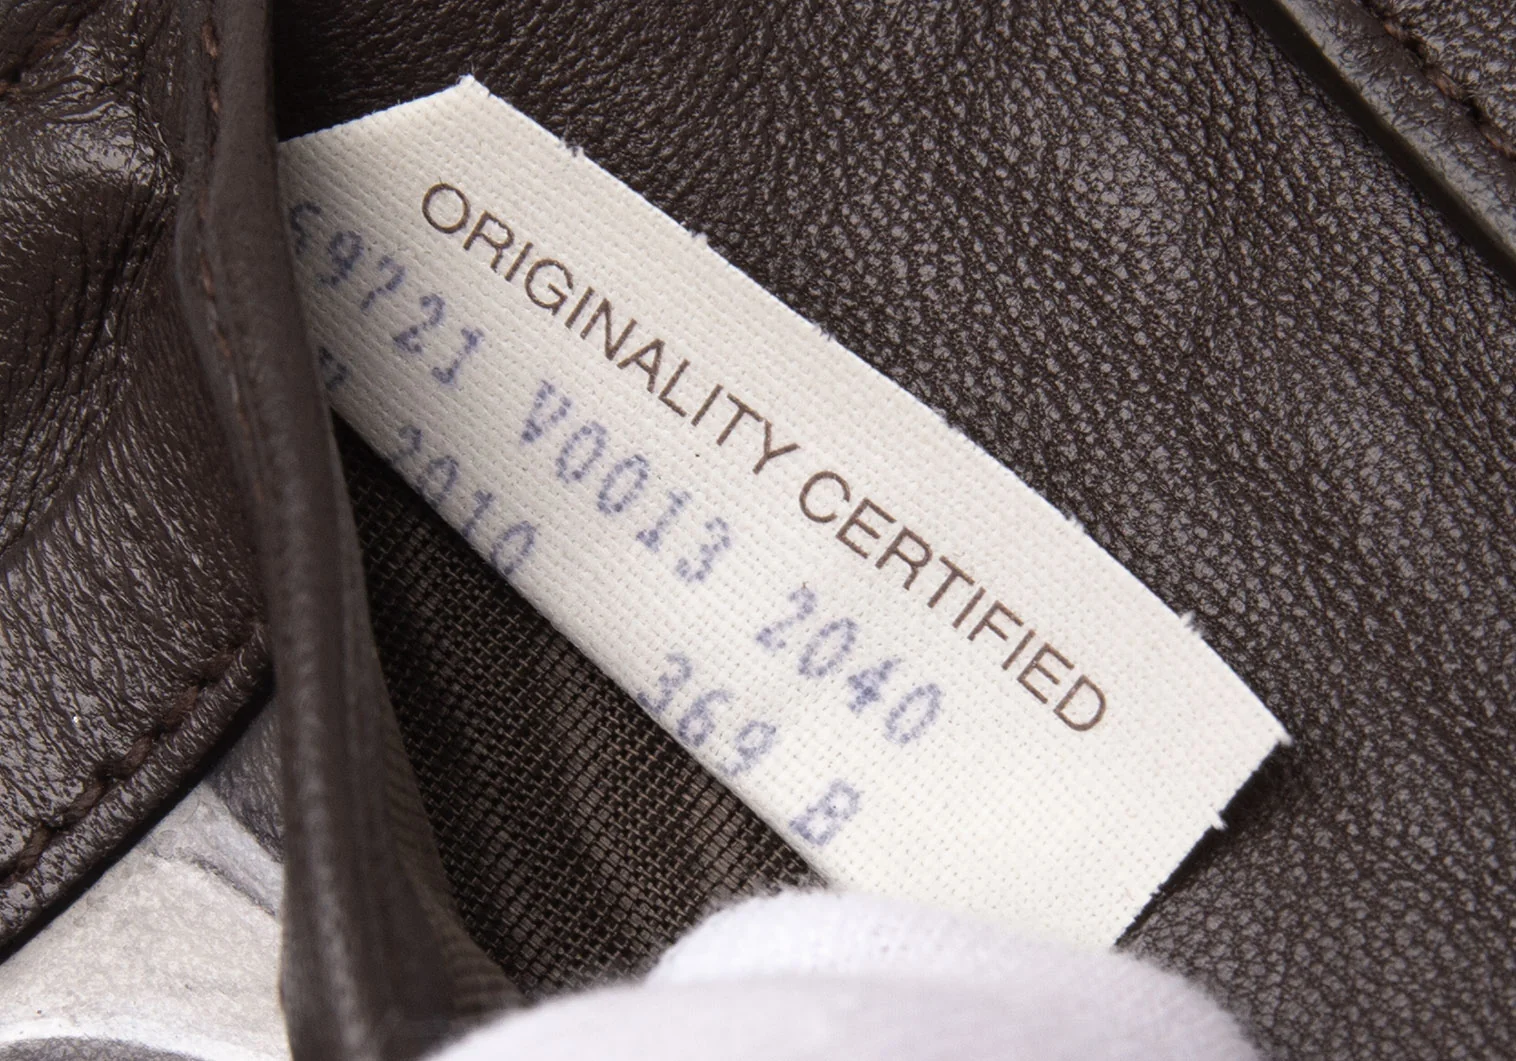 ORIGINALITY CERTIFIED
69721 V0013 2040
2010 369 B